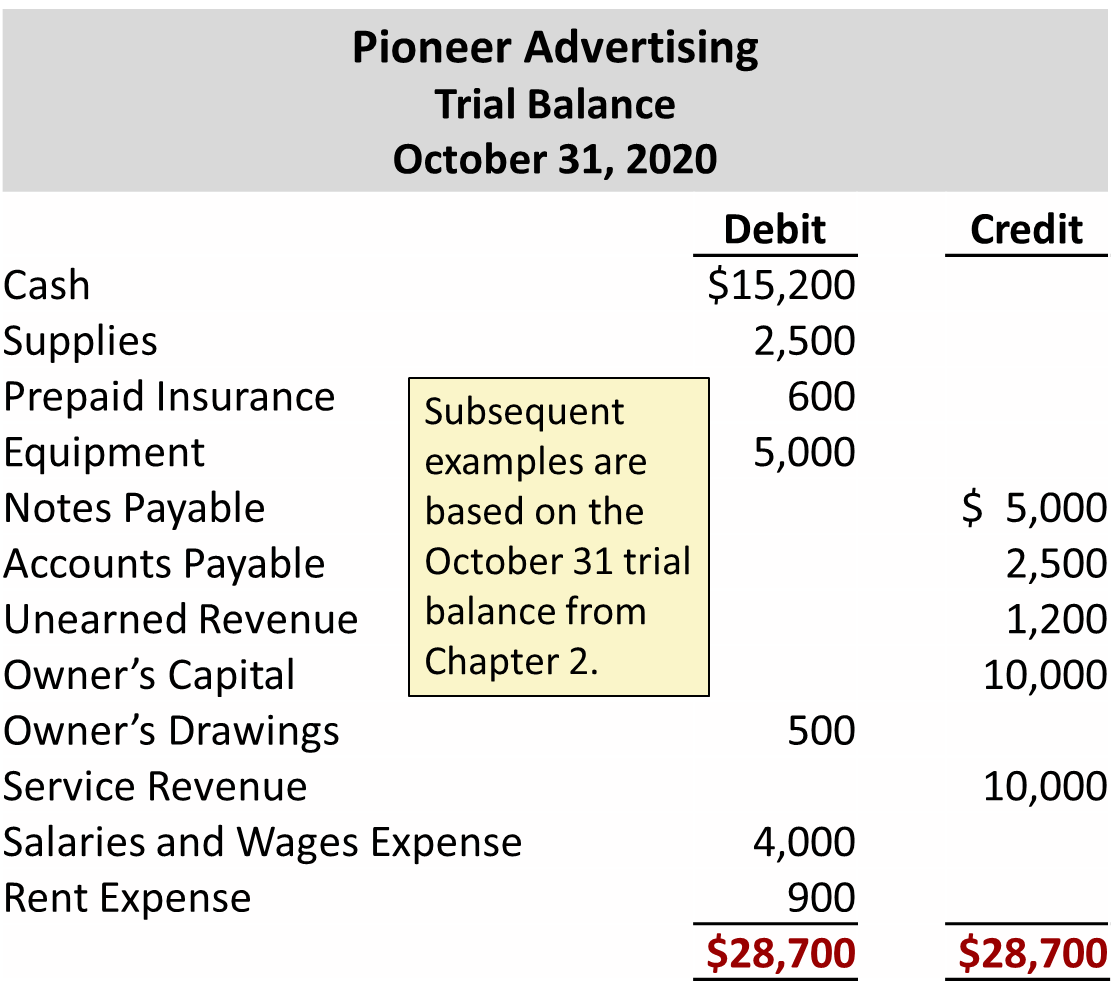 Pioneer Advertising
Trial Balance
October 31, 2020
Debit Credit
Cash $15,200
Supplies 2,500
Prepaid Insurance 600
Equipment 5,000
Notes Payable $ 5,000
Accounts Payable 2,500
Unearned Revenue 1,200
Owner’s Capital 10,000
Owner’s Drawings 500
Service Revenue 10,000
Salaries and Wages Expense 4,000
Rent Expense 900
$28,700 $28,700
Subsequent
examples are
based on the
October 31 trial
balance from
Chapter 2.